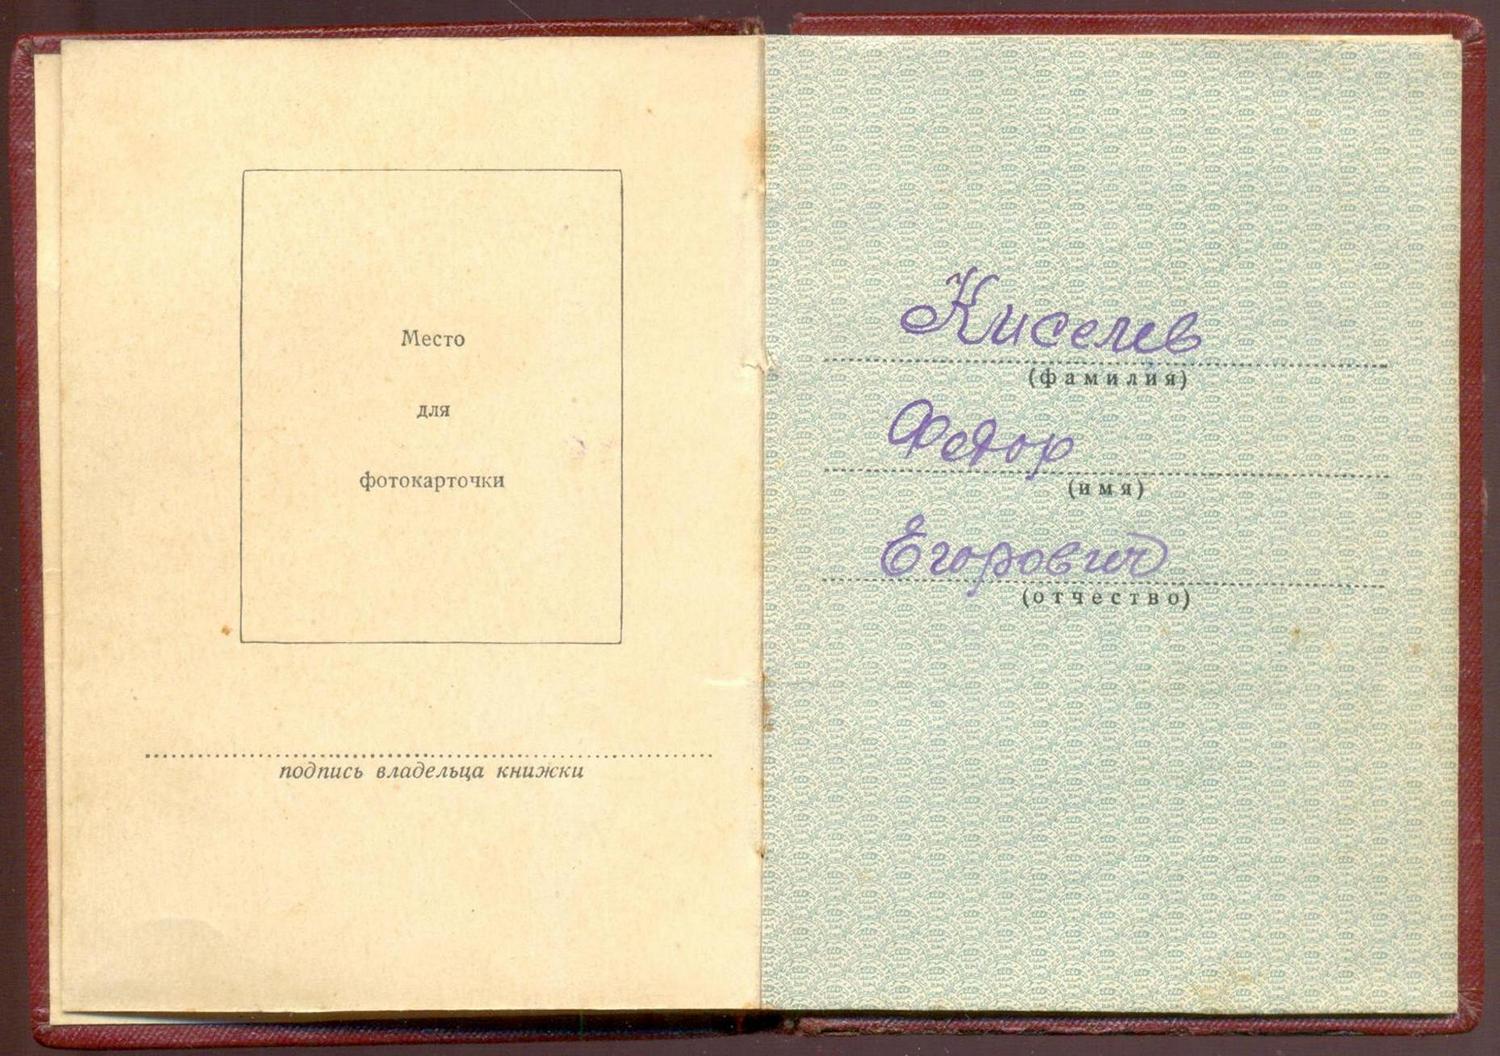 Место
для
фотокарточки
подпись владельца книжки
Киселев
(фамилия)
Федор
(имя)
Егорович
(отчество)